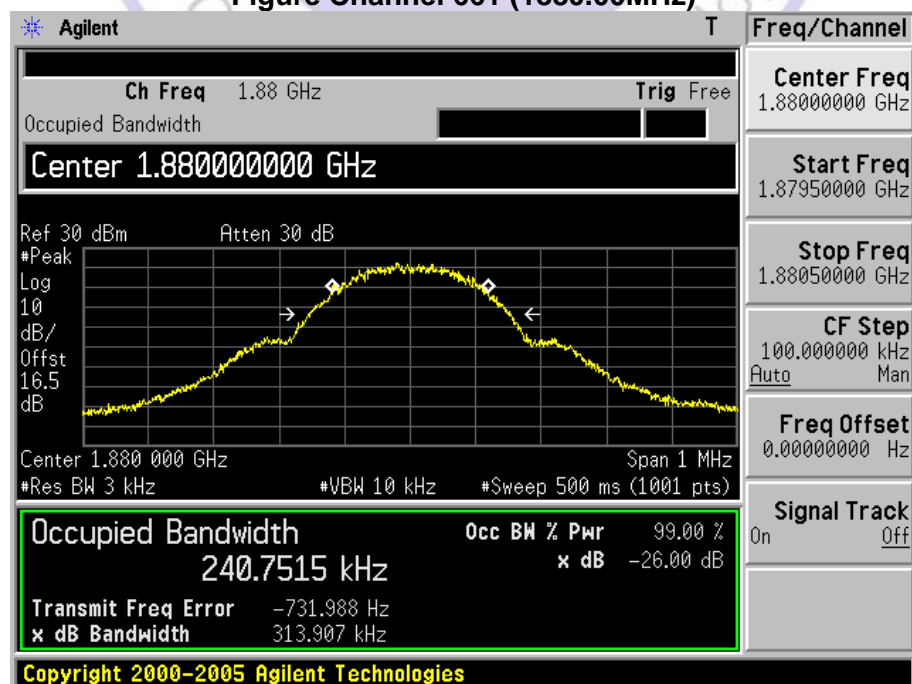 Figure Channel 661 (1880.00MHz)
Agilent T
Freq/Channel
Ch Freq 1.88 GHz Trig Free
Occupied Bandwidth
Center 1.880000000 GHz
Ref 30 dBm Atten 30 dB
#Peak
Log
10
dB/
Offst
16.5
dB
Center 1.880 000 GHz Span 1 MHz
#Res BW 3 kHz #VBW 10 kHz #Sweep 500 ms (1001 pts)
Occupied Bandwidth
240.7515 kHz
Occ BW % Pwr 99.00 %
x dB -26.00 dB
Transmit Freq Error -731.988 Hz
x dB Bandwidth 313.907 kHz
Center Freq
1.88000000 GHz
Start Freq
1.87950000 GHz
Stop Freq
1.88050000 GHz
CF Step
100.000000 kHz
Auto Man
Freq Offset
0.00000000 Hz
Signal Track
On Off
Copyright 2000-2005 Agilent Technologies